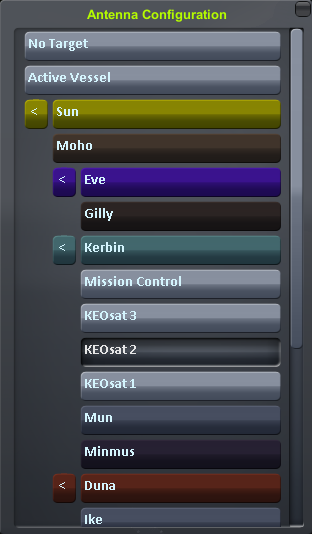 Antenna Configuration
No Target
Active Vessel
< Sun
Moho
< Eve
Gilly
< Kerbin
Mission Control
KEOsat 3
KEOsat 2
KEOsat 1
Mun
Minmus
< Duna
Ike